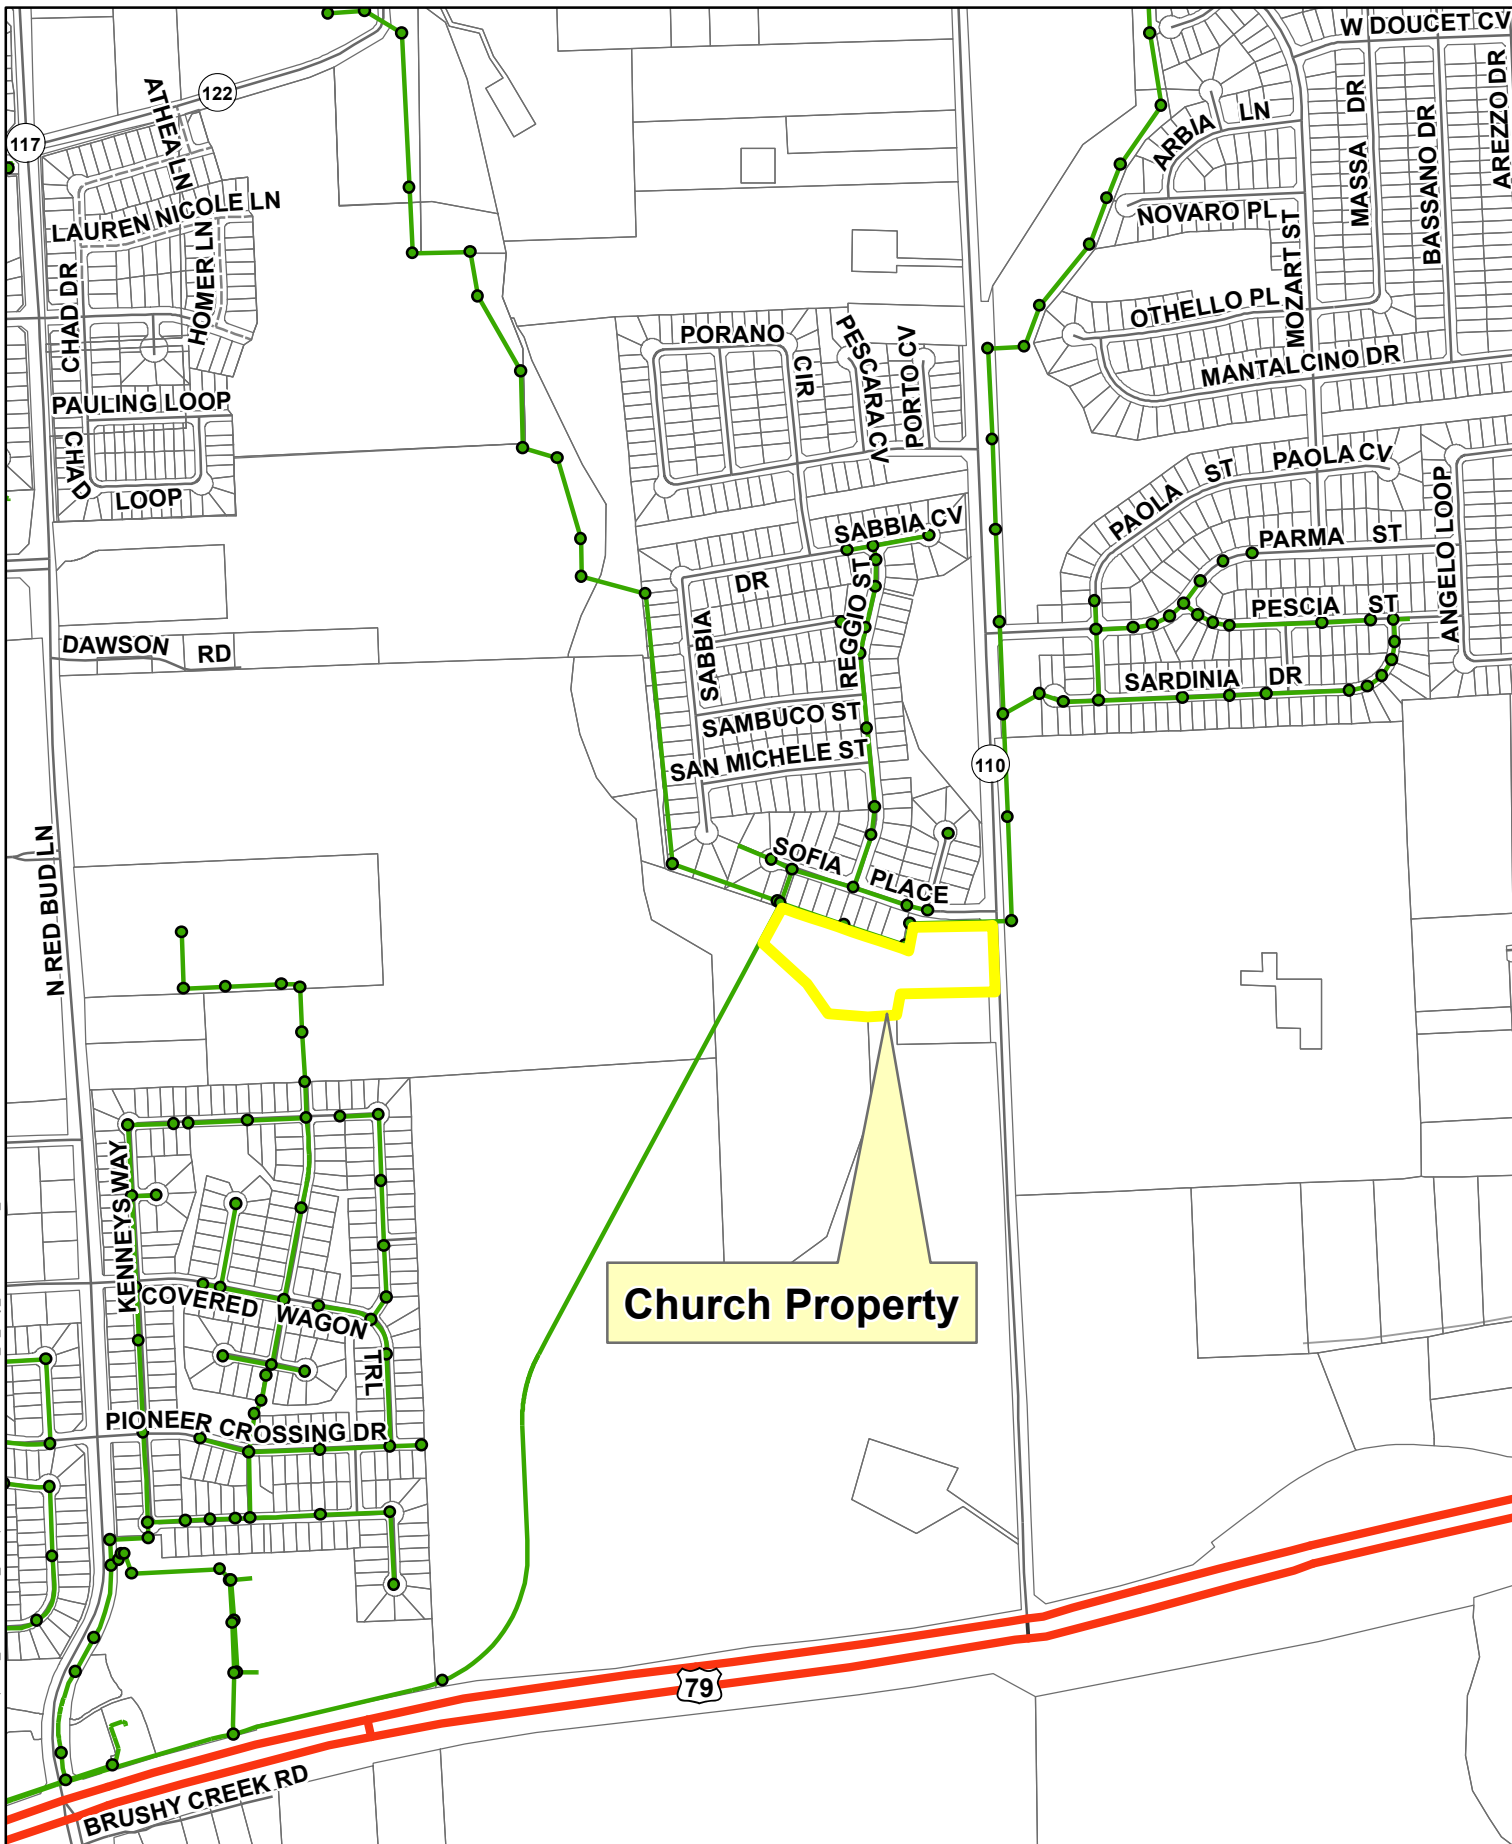 W DOUCET CV
122
117
ATHEA LN
LAUREN NICOLE LN
HOMER LN
CHAD DR
PAULING LOOP
CHAD
LOOP
DAWSON RD
N RED BUD LN
ARBIA LN
NOVARO PL
MASSA DR
BASSANO DR
AREZZO DR
MOZART ST
OTHELLO PL
MANTALCINO DR
PORANO
CIR
PESCARA CV
PORTO CV
PAOLA ST
PAOLA CV
ANGELO LOOP
SABBIA CV
DR
SABBIA
REGGIO ST
PARMA ST
PESCIA ST
SARDINIA DR
SAMBUCO ST
SAN MICHELE ST
110
SOFIA
PLACE
KENNEYS WAY
COVERED WAGON
TRL
Church Property
PIONEER CROSSING DR
79
BRUSHY CREEK RD